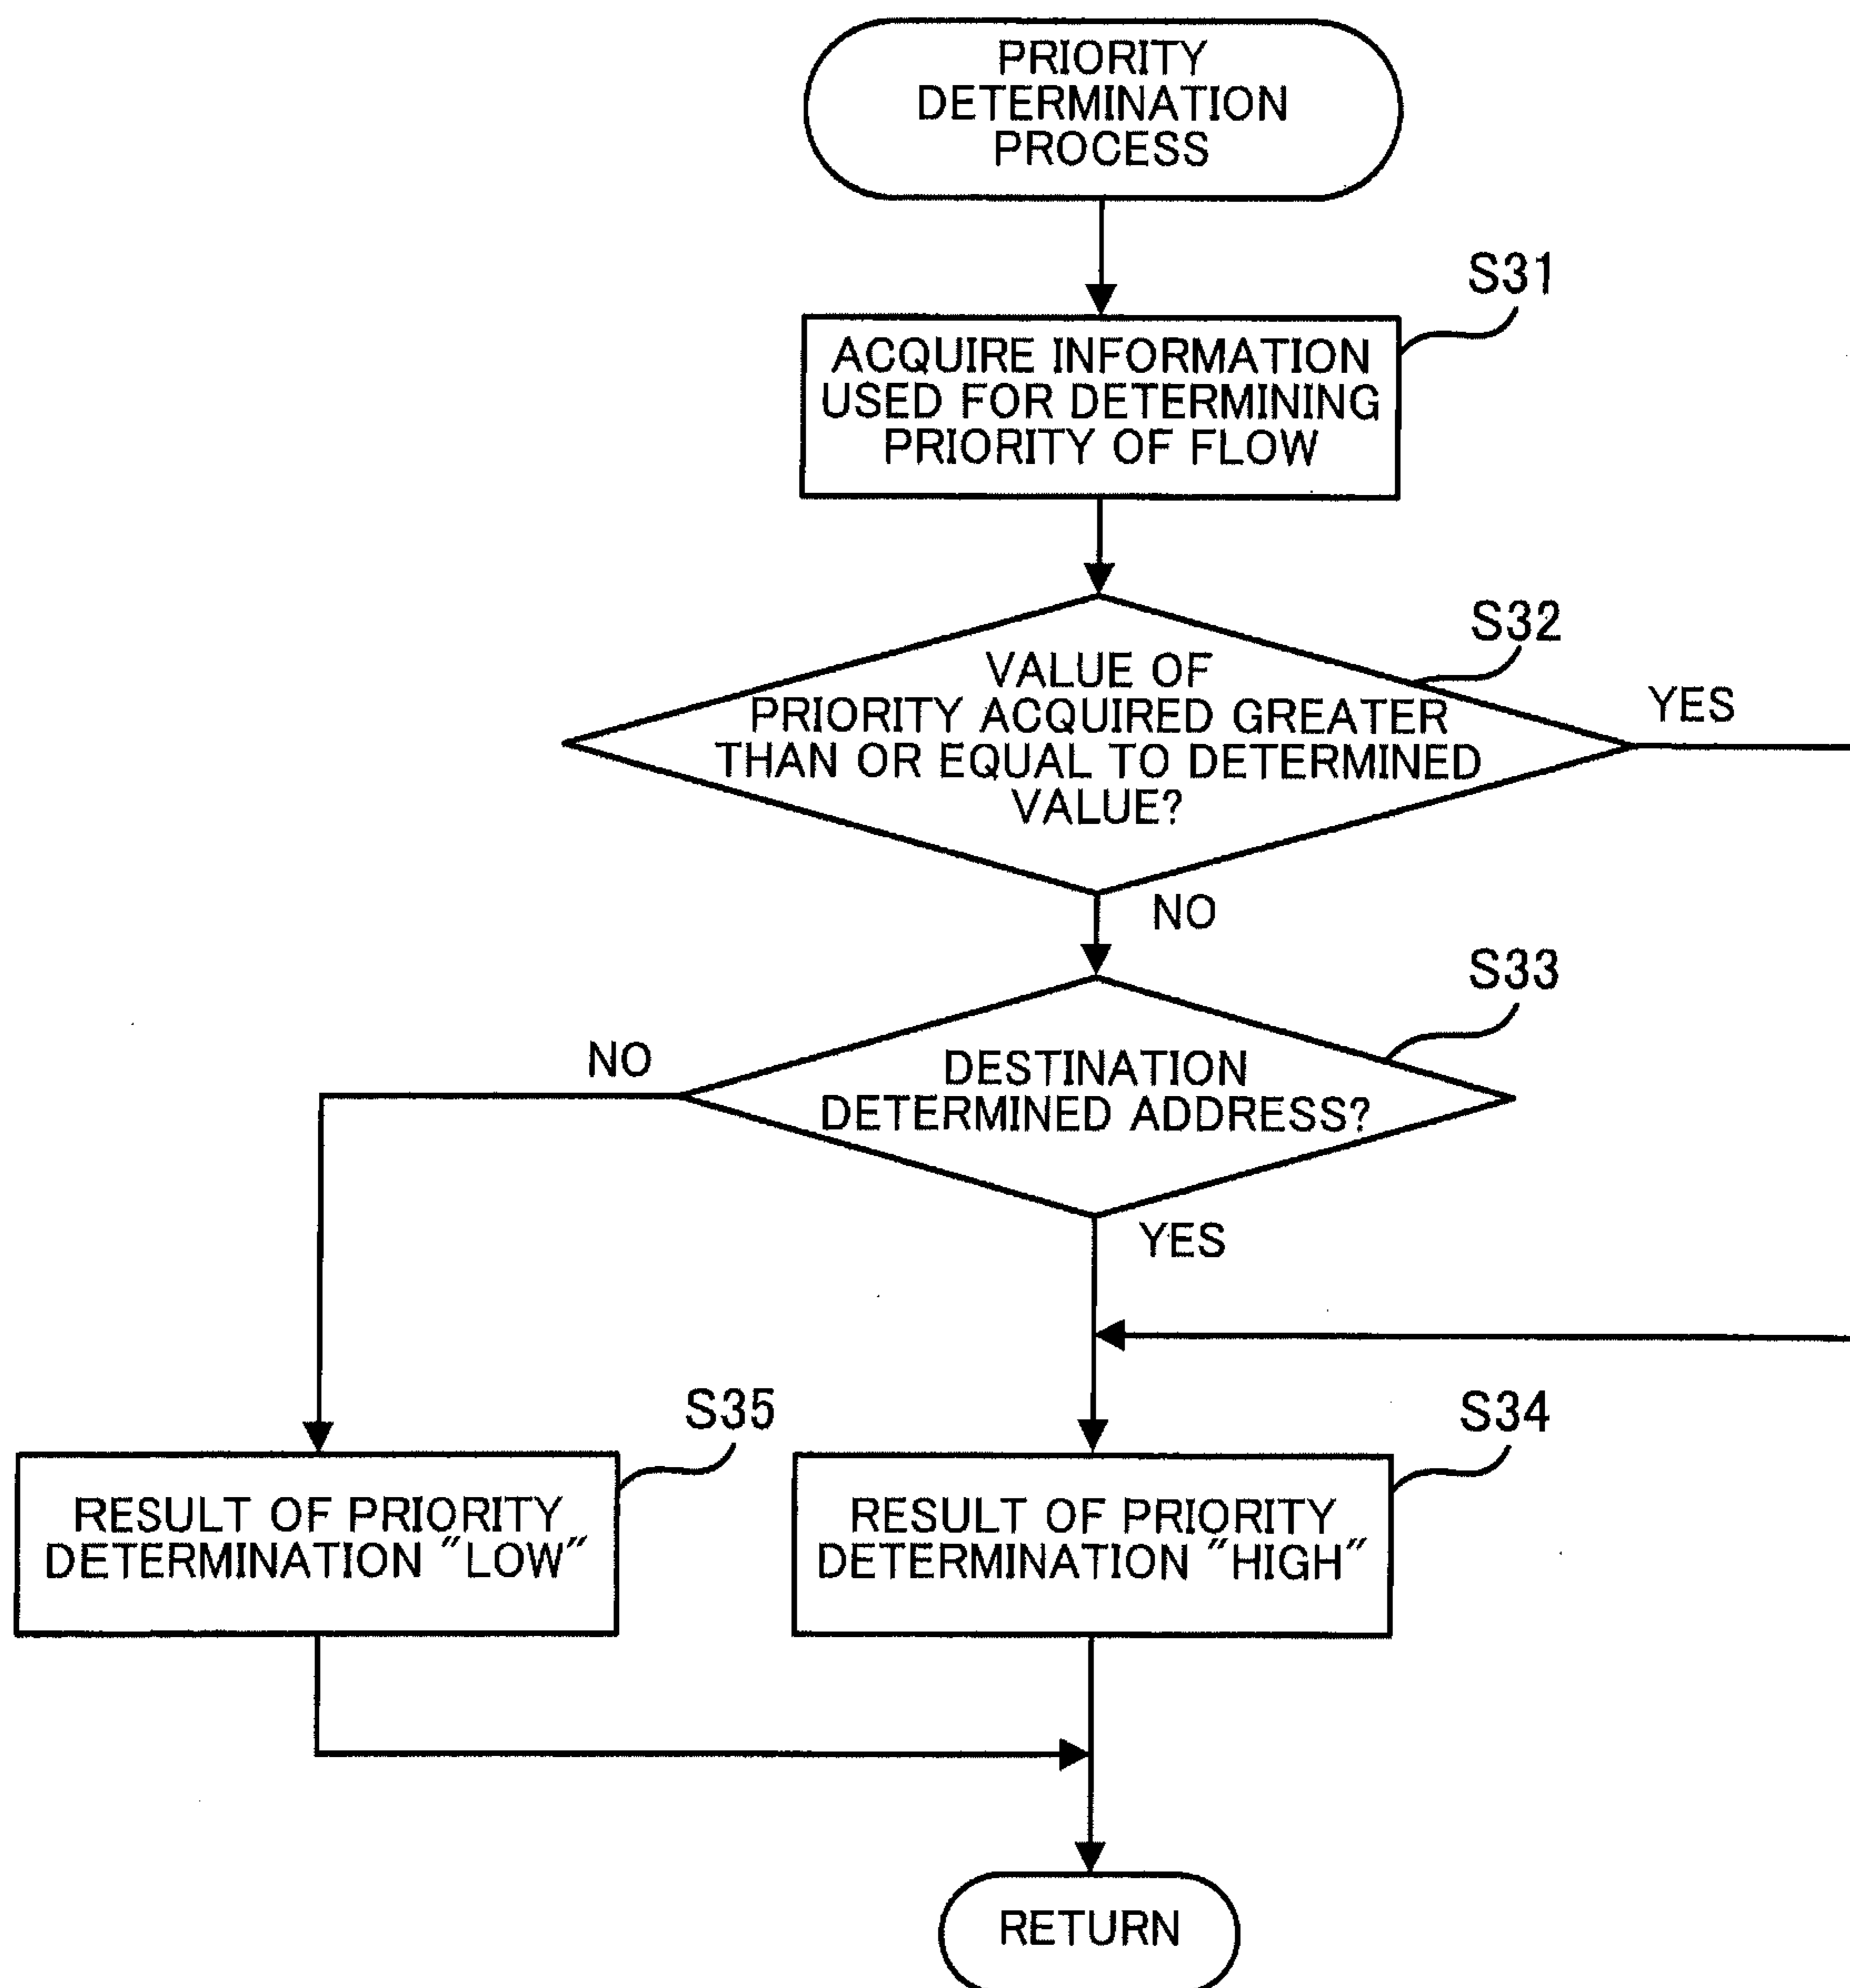 PRIORITY
DETERMINATION
PROCESS
S31
ACQUIRE INFORMATION
USED FOR DETERMINING
PRIORITY OF FLOW
S32
VALUE OF
PRIORITY ACQUIRED GREATER
THAN OR EQUAL TO DETERMINED
VALUE?
YES
NO
S33
NO
DESTINATION
DETERMINED ADDRESS?
YES
S35
S34
RESULT OF PRIORITY
DETERMINATION "LOW"
RESULT OF PRIORITY
DETERMINATION "HIGH"
RETURN